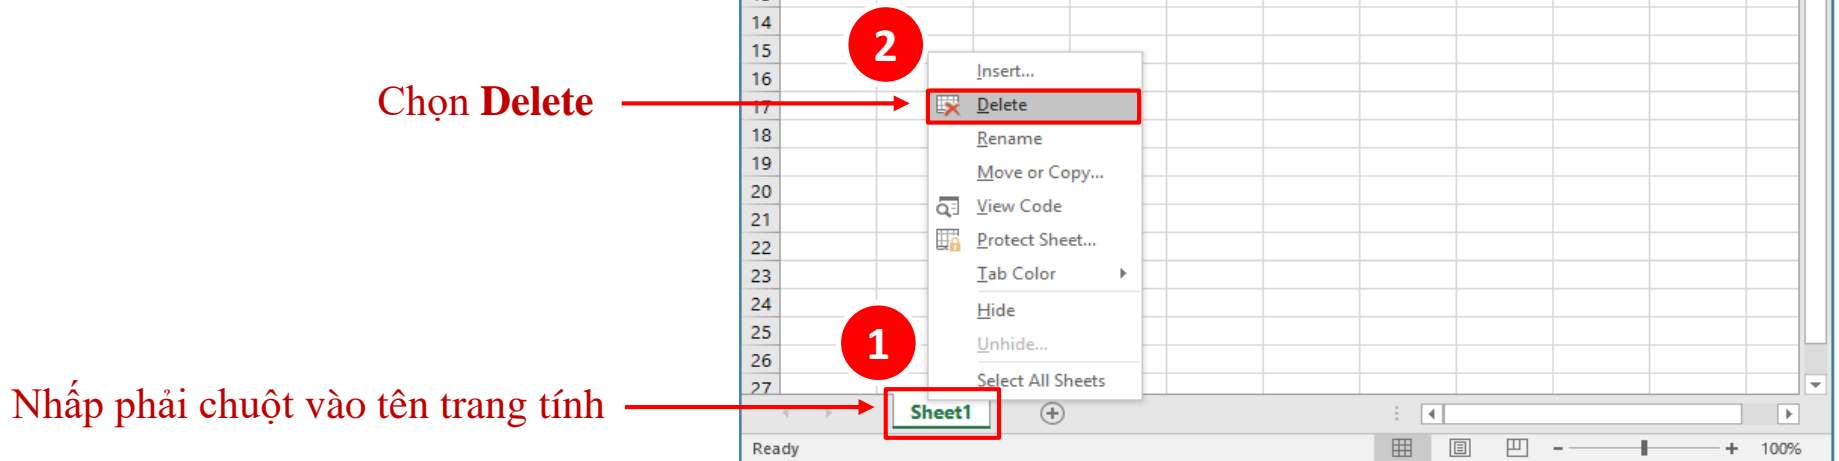 14
15
16
17
18
19
20
21
22
23
24
25
26
27
2
Chọn Delete
Insert...
Delete
Rename
Move or Copy...
View Code
Protect Sheet...
Tab Color
Hide
Unhide...
Select All Sheets
1
Nhấp phải chuột vào tên trang tính
Sheet1
Ready
100%